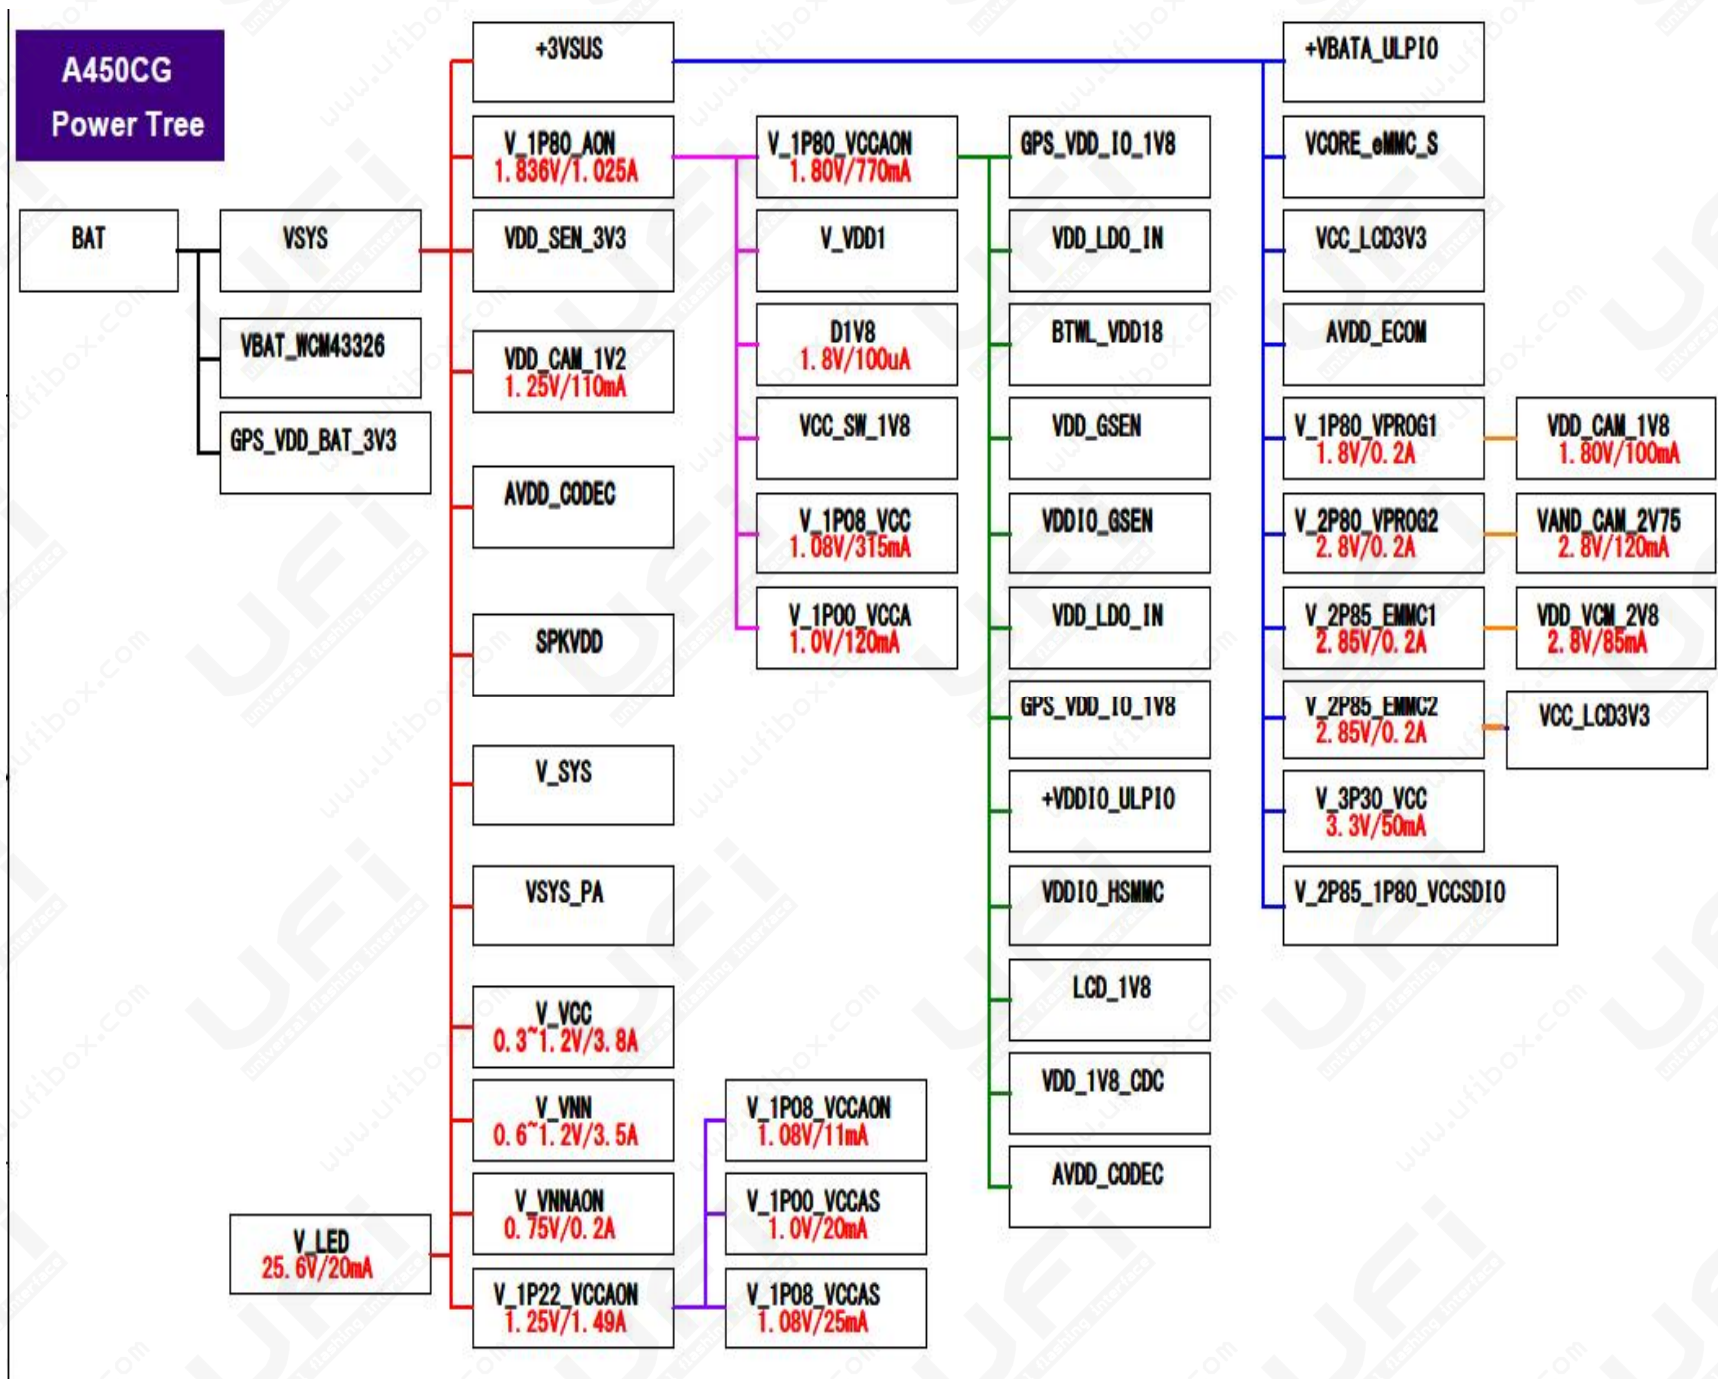 A450CG
Power Tree
BAT
VSYS
VBAT_WCM43326
GPS_VDD_BAT_3V3
V_LED
25.6V/20mA
+3VSUS
V_1P80_AON
1.836V/1.025A
VDD_SEN_3V3
VDD_CAM_1V2
1.25V/110mA
AVDD_CODEC
SPKVDD
V_SYS
VSYS_PA
V_VCC
0.3~1.2V/3.8A
V_VNN
0.6~1.2V/3.5A
V_VNNAON
0.75V/0.2A
V_1P22_VCCAON
1.25V/1.49A
V_1P80_VCCAON
1.80V/770mA
V_VDD1
D1V8
1.8V/100uA
VCC_SW_1V8
V_1P08_VCC
1.08V/315mA
V_1P00_VCCA
1.0V/120mA
V_1P08_VCCAON
1.08V/11mA
V_1P00_VCCAS
1.0V/20mA
V_1P08_VCCAS
1.08V/25mA
GPS_VDD_IO_1V8
VDD_LDO_IN
BTWL_VDD18
VDD_GSEN
VDDIO_GSEN
VDD_LDO_IN
GPS_VDD_IO_1V8
+VDDIO_ULPIO
VDDIO_HSMMC
LCD_1V8
VDD_1V8_CDC
AVDD_CODEC
+VBATA_ULPIO
VCORE_eMMC_S
VCC_LCD3V3
AVDD_ECOM
V_1P80_VPROG1
1.8V/0.2A
V_2P80_VPROG2
2.8V/0.2A
V_2P85_EMMC1
2.85V/0.2A
V_2P85_EMMC2
2.85V/0.2A
V_3P30_VCC
3.3V/50mA
V_2P85_1P80_VCCSDIO
VDD_CAM_1V8
1.80V/100mA
VAND_CAM_2V75
2.8V/120mA
VDD_VCM_2V8
2.8V/85mA
VCC_LCD3V3
UFi
universal flashing interface
www.ufibox.com